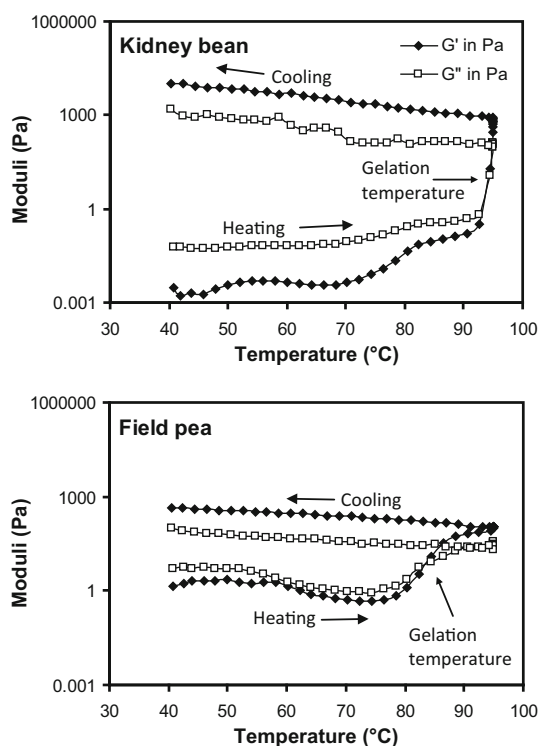 1000000
Kidney bean
G' in Pa
G" in Pa
Cooling
1000
Moduli (Pa)
Gelation
temperature
1
Heating
0.001
30 40 50 60 70 80 90 100
Temperature (°C)
1000000
Field pea
Moduli (Pa)
1000
Cooling
1
Heating
Gelation
temperature
0.001
30 40 50 60 70 80 90 100
Temperature (°C)